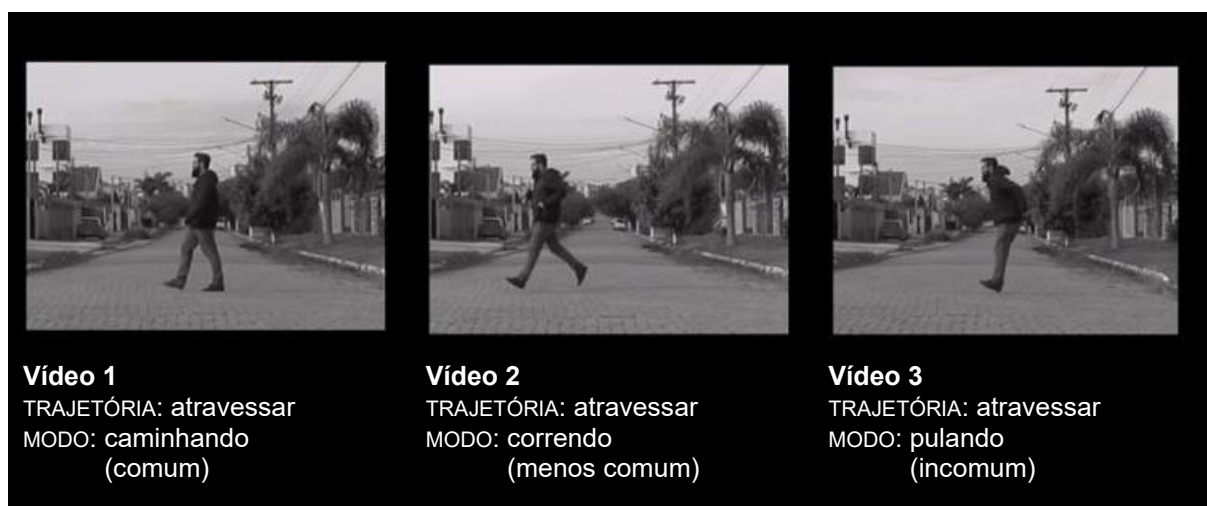 Vídeo 1
TRAJETÓRIA: atravessar
MODO: caminhando
(comum)
Vídeo 2
TRAJETÓRIA: atravessar
MODO: correndo
(menos comum)
Vídeo 3
TRAJETÓRIA: atravessar
MODO: pulando
(incomum)